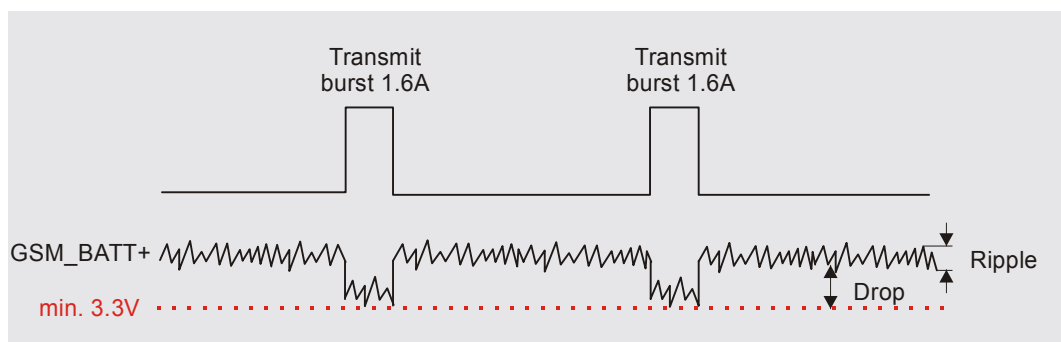 Transmit
burst 1.6A
Transmit
burst 1.6A
GSM_BATT+
Ripple
Drop
min. 3.3V